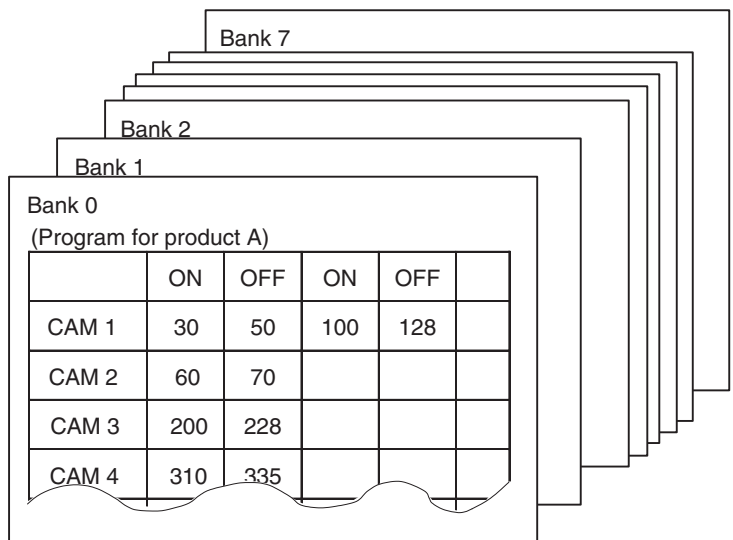 Bank 7
Bank 2
Bank 1
Bank 0
(Program for product A)
ON OFF ON OFF
CAM 1 30 50 100 128
CAM 2 60 70
CAM 3 200 228
CAM 4 310 335